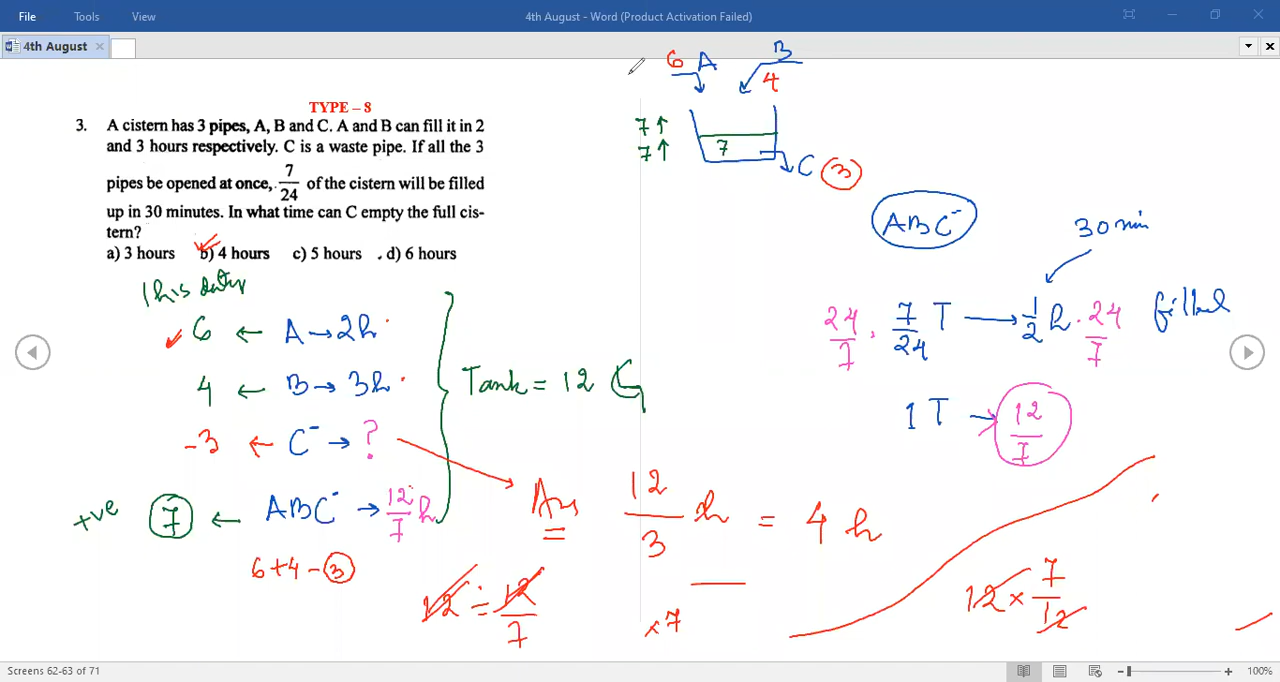 File Tools View
4th August - Word (Product Activation Failed)
4th August
TYPE – 8
3. A cistern has 3 pipes, A, B and C. A and B can fill it in 2
and 3 hours respectively. C is a waste pipe. If all the 3
pipes be opened at once, 7/24 of the cistern will be filled
up in 30 minutes. In what time can C empty the full cis-
tern?
a) 3 hours b) 4 hours c) 5 hours d) 6 hours
6 A B
4
7 ↑
7 ↑ 7
C 3
ABC⁻
30 min
24/7 · 7/24 T → 1/2 h · 24/7 filled
1 T → 12/7
6 ← A → 2h
4 ← B → 3h
-3 ← C⁻ → ?
+ve 7 ← ABC⁻ → 12/7 h
6+4-3
Tank = 12
Ans 12/3 h = 4 h
12 ÷ 12/7
×7
12 × 7/12
Screens 62-63 of 71
100%